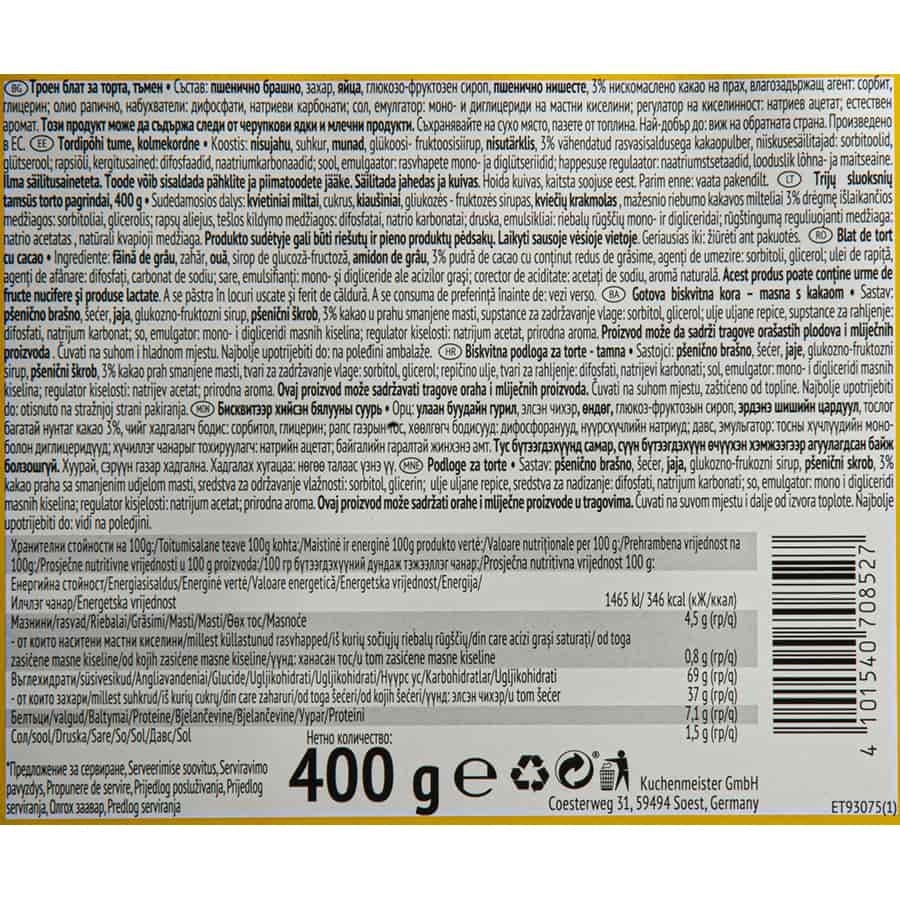 BG Троен блат за торта, тъмен • Състав: пшенично брашно, захар, яйца, глюкозо-фруктозен сироп, пшенично нишесте, 3% нискомаслено какао на прах, влагозадържащ агент: сорбит,
глицерин; олио рапично, набухватели: дифосфати, натриеви карбонати; сол, емулгатор: моно- и диглицериди на мастни киселини; регулатор на киселинност: натриев ацетат; естествен
аромат. Този продукт може да съдържа следи от черупкови ядки и млечни продукти. Съхранявайте на сухо място, пазете от топлина. Най-добър до: виж на обратната страна. Произведено
в ЕС. EE Tordipõhi tume, kolmekordne • Koostis: nisujahu, suhkur, munad, glükoosi- fruktoosisiirup, nisutärklis, 3% vähendatud rasvasisaldusega kakaopulber, niiskusesäilitajad: sorbitoolid,
glütserool; rapsiõli, kergitusained: difosfaadid, naatriumkarbonaadid; sool, emulgaator: rasvhapete mono- ja diglütseriidid; happesuse regulaator: naatriumstsetaadid, looduslik lõhna- ja maitseaine.
Ilma säilitusaineteta. Toode võib sisaldada pähklite ja piimatoodete jääke. Säilitada jahedas ja kuivas. Hoida kuivas, kaitsta soojuse eest. Parim enne: vaata pakendilt. LT Trijų sluoksnių
tamsūs torto pagrindai, 400 g • Sudedamosios dalys: kvietiniai miltai, cukrus, kiaušiniai, gliukozės - fruktozės sirupas, kviečių krakmolas, mažesnio riebumo kakavos milteliai 3% drėgmę išlaikančios
medžiagos: sorbitoliai, glicerolis; rapsų aliejus, tešlos kildymo medžiagos: difosfatai, natrio karbonatai; druska, emulsikliai: riebalų rūgščių mono- ir digliceridai; rūgštingumą reguliuojanti medžiaga:
natrio acetatas , natūrali kvapioji medžiaga. Produkto sudėtyje gali būti riešutų ir pieno produktų pėdsakų. Laikyti sausoje vėsioje vietoje. Geriausias iki: žiūrėti ant pakuotės. RO Blat de tort
cu cacao • Ingrediente: făină de grâu, zahăr, ouă, sirop de glucoză-fructoză, amidon de grâu, 3% pudră de cacao cu conținut redus de grăsime, agenți de umezire: sorbitoli, glicerol; ulei de rapiță,
agenți de afânare: difosfați, carbonat de sodiu; sare, emulsifianți: mono- și digliceride ale acizilor grași; corector de aciditate: acetați de sodiu, aromă naturală. Acest produs poate conține urme de
fructe nucifere și produse lactate. A se păstra în locuri uscate și ferit de căldură. A se consuma de preferință înainte de: vezi verso. BA Gotova biskvitna kora – masna s kakaom • Sastav:
pšenično brašno, šećer, jaja, glukozno-fruktozni sirup, pšenični škrob, 3% kakao u prahu smanjene masti, supstance za zadržavanje vlage: sorbitol, glicerol; ulje uljane repice, supstance za rahljenje:
difosfati, natrijum karbonati; so, emulgator: mono- i digliceridi masnih kiselina; regulator kiselosti: natrijum acetat, prirodna aroma. Proizvod može da sadrži tragove orašastih plodova i mliječnih
proizvoda . Čuvati na suhom i hladnom mjestu. Najbolje upotrijebiti do: na poleđini ambalaže. HR Biskvitna podloga za torte - tamna • Sastojci: pšenično brašno, šećer, jaje, glukozno-fruktozni
sirup, pšenični škrob, 3% kakao prah smanjene masti, tvari za zadržavanje vlage: sorbitol, glicerol; repičino ulje, tvari za rahljenje: difosfati, natrijevi karbonati; sol, emulgator: mono - i digliceridi masnih
kiselina; regulator kiselosti: natrijev acetat; prirodna aroma. Ovaj proizvod može sadržavati tragove oraha i mliječnih proizvoda. Čuvati na suhom mjestu, zaštićeno od topline. Najbolje upotrijebiti
do: otisnuto na stražnjoj strani pakiranja. MON Бисквитээр хийсэн бялууны суурь • Орц: улаан буудайн гурил, элсэн чихэр, өндөг, глюкоз-фруктозын сироп, эрдэнэ шишийн цардуул, тослог
багатай нунтаг какао 3%, чийг хадгалагч бодис: сорбитол, глицерин; рапс газрын тос, хөөлгөгч бодисууд: дифосфаранууд, нүүрсхүчлийн натриуд; давс, эмульгатор: тосны хүчлүүдийн моно-
болон диглицеридууд; хүчиллэг чанарыг тохируулагч: натрийн ацетат; байгалийн гаралтай жинхэнэ амт. Тус бүтээгдэхүүнд самар, сүүн бүтээгдэхүүн өчүүхэн хэмжээгээр агуулагдсан байж
болзошгүй. Хуурай, сэрүүн газар хадгална. Хадгалах хугацаа: нөгөө талаас үзнэ үү. MNE Podloge za torte • Sastav: pšenično brašno, šećer, jaja, glukozno-frukozni sirup, pšenični skrob, 3%
kakao praha sa smanjenim udjelom masti, sredstva za održavanje vlažnosti: sorbitol, glicerin; ulje uljane repice, sredstva za nadizanje: difosfati, natrijum karbonati; so, emulgator: mono i digliceridi
masnih kiselina; regulator kisjelosti: natrijum acetat; prirodna aroma. Ovaj proizvod može sadržati orahe i mliječne proizvode u tragovima. Čuvati na suvom mjestu i dalje od izvora toplote. Najbolje
upotrijebiti do: vidi na poledjini.
Хранителни стойности на 100g:/Toitumisalane teave 100g kohta:/Maistinė ir energinė 100g produkto vertė:/Valoare nutriționale per 100 g:/Prehrambena vrijednost na
100g:/Prosječne nutritivne vrijednosti u 100 g proizvoda:/100 гр бүтээгдэхүүний дундаж тэжээллэг чанар:/Prosječna nutritivna vrijednost 100 g:
Енергийна стойност/Energiasisaldus/Energinė vertė/Valoare energetică/Energetska vrijednost/Energija/
Илчлэг чанар/Energetska vrijednost 1465 kJ/ 346 kcal (кЖ/ккал)
Мазнини/rasvad/Riebalai/Grăsimi/Masti/Masti/Өөх тос/Masnoće 4,5 g (гр/q)
- от които наситени мастни киселини/millest küllastunud rasvhapped/iš kurių sočiųjų riebalų rūgščių/din care acizi grași saturați/ od toga
zasićene masne kiseline/od kojih zasićene masne kiseline/үүнд: ханасан тос/u tom zasićene masne kiseline 0,8 g (гр/q)
Въглехидрати/süsivesikud/Angliavandeniai/Glucide/Ugljikohidrati/Ugljikohidrati/Нүүрс ус/Karbohidratlar/Ugljikohidrati 69 g (гр/q)
- от които захари/millest suhkrud/iš kurių cukrų/din care zaharuri/od toga šećeri/od kojih šećeri/үүнд: элсэн чихэр/u tom šećer 37 g (гр/q)
Белтъци/valgud/Baltymai/Proteine/Bjelančevine/Bjelančevine/Уураг/Proteini 7,1 g (гр/q)
Сол/sool/Druska/Sare/So/Sol/Давс/Sol 1,5 g (гр/q)
Нетно количество:
400 g e
*Предложение за сервиране, Serveerimise soovitus, Serviravimo
pavyzdys, Propunere de servire, Prijedlog posluživanja, Prijedlog
serviranja, Олгох заавар, Predlog serviranja
Kuchenmeister GmbH
Coesterweg 31, 59494 Soest, Germany
ET93075(1)
4 101540 708527